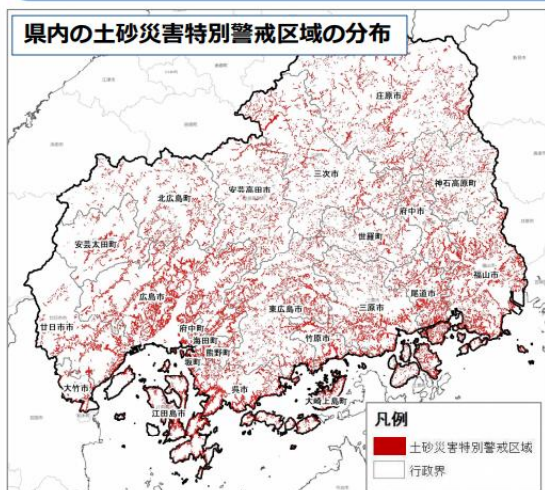 県内の土砂災害特別警戒区域の分布
庄原市
三次市
神石高原町
安芸高田市
北広島町
府中市
世羅町
安芸太田町
福山市
広島市
尾道市
東広島市
三原市
廿日市市
府中町
海田町
竹原市
熊野町
坂町
大竹市
呉市
大崎上島町
江田島市
凡例
土砂災害特別警戒区域
行政界